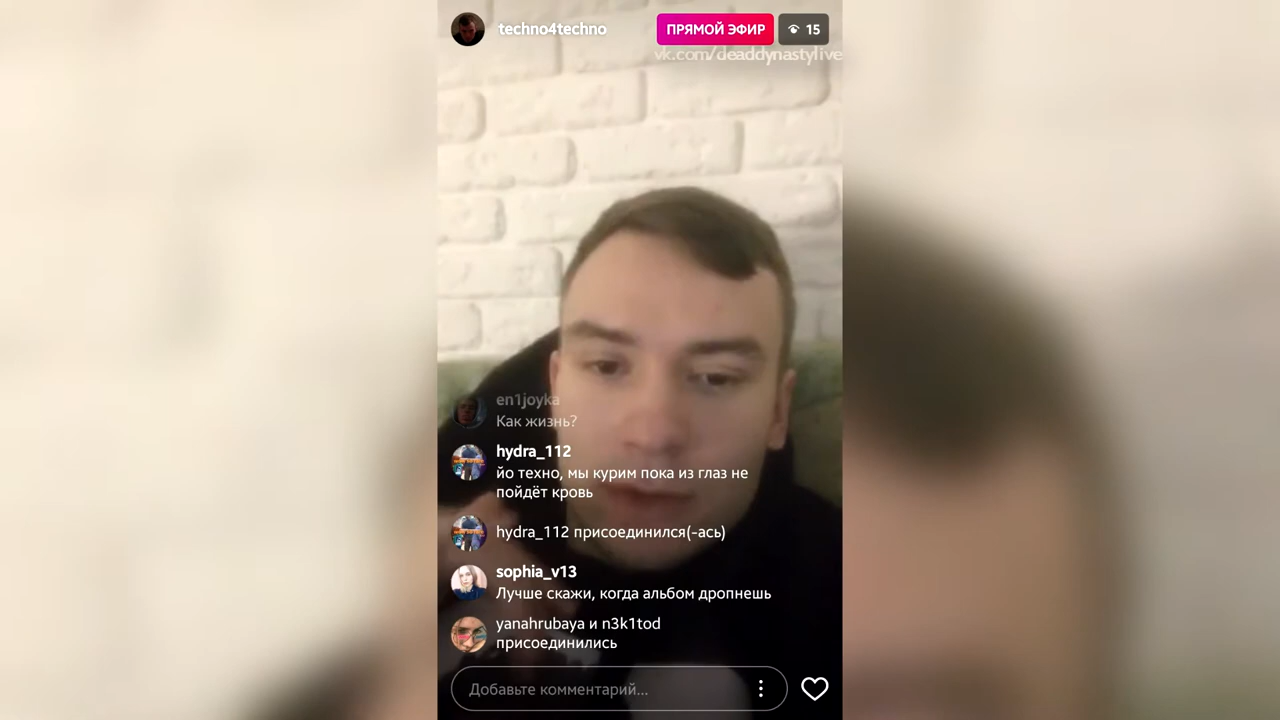 techno4techno
ПРЯМОЙ ЭФИР
15
vk.com/deaddynastylive
en1joyka
Как жизнь?
hydra_112
йо техно, мы курим пока из глаз не
пойдёт кровь
hydra_112 присоединился(-ась)
sophia_v13
Лучше скажи, когда альбом дропнешь
yanahrubaya и n3k1tod
присоединились
Добавьте комментарий...